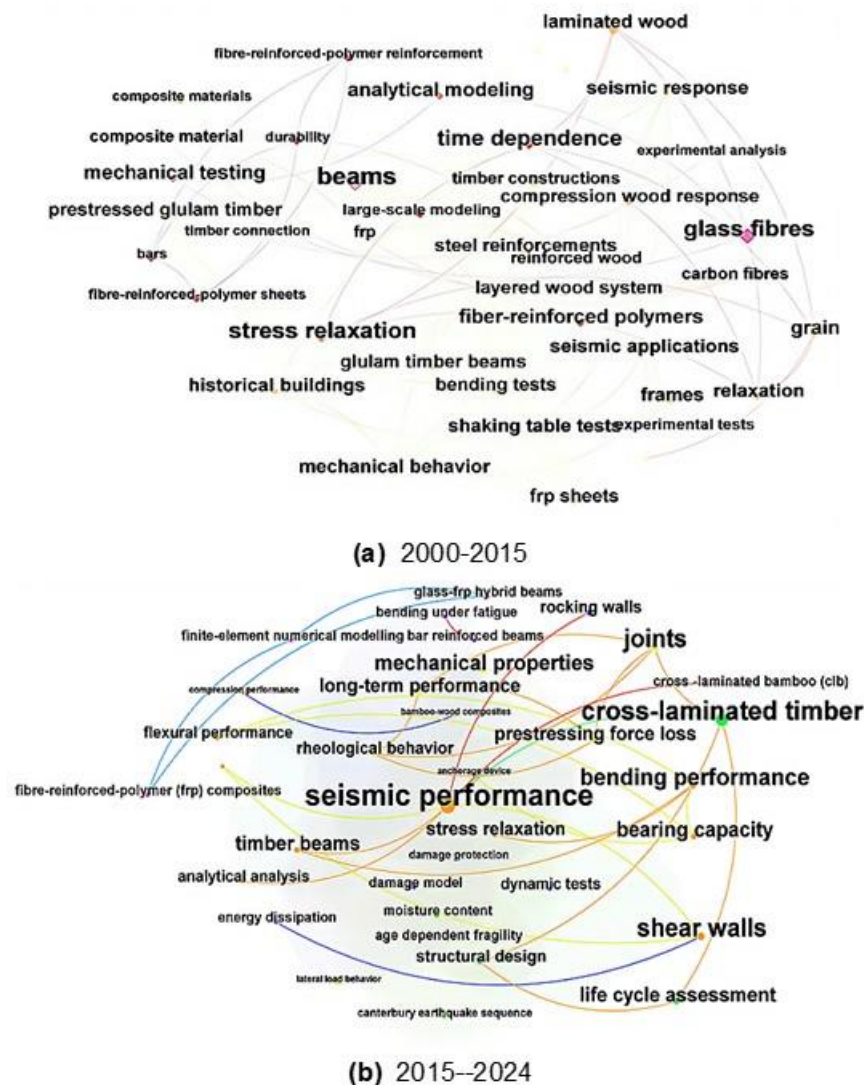 laminated wood
fibre-reinforced-polymer reinforcement
analytical modeling
seismic response
composite materials
composite material
durability
time dependence
experimental analysis
mechanical testing
beams
timber constructions
compression wood response
prestressed glulam timber
large-scale modeling
timber connection
frp
glass fibres
steel reinforcements
reinforced wood
bars
carbon fibres
fibre-reinforced-polymer sheets
layered wood system
stress relaxation
fiber-reinforced polymers
grain
seismic applications
glulam timber beams
historical buildings
bending tests
frames
relaxation
shaking table tests
experimental tests
mechanical behavior
frp sheets
(a) 2000-2015
glass-frp hybrid beams
bending under fatigue
rocking walls
finite-element numerical modelling bar reinforced beams
joints
mechanical properties
compression performance
long-term performance
cross -laminated bamboo (clb)
bamboo-wood composites
cross-laminated timber
flexural performance
prestressing force loss
rheological behavior
anchorage device
bending performance
fibre-reinforced-polymer (frp) composites
seismic performance
stress relaxation
bearing capacity
timber beams
damage protection
analytical analysis
damage model
dynamic tests
energy dissipation
moisture content
shear walls
age dependent fragility
structural design
lateral load behavior
life cycle assessment
canterbury earthquake sequence
(b) 2015--2024